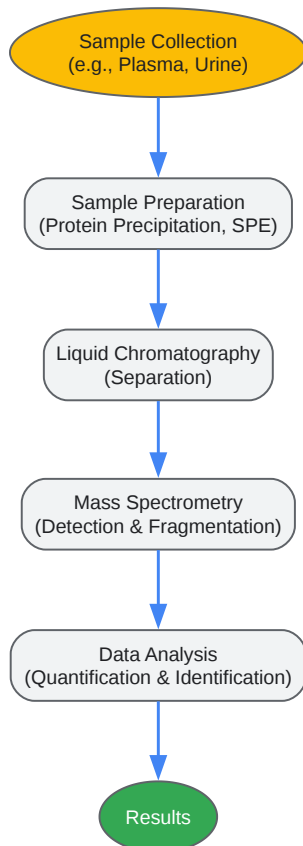 Sample Collection
(e.g., Plasma, Urine)
Sample Preparation
(Protein Precipitation, SPE)
Liquid Chromatography
(Separation)
Mass Spectrometry
(Detection & Fragmentation)
Data Analysis
(Quantification & Identification)
Results